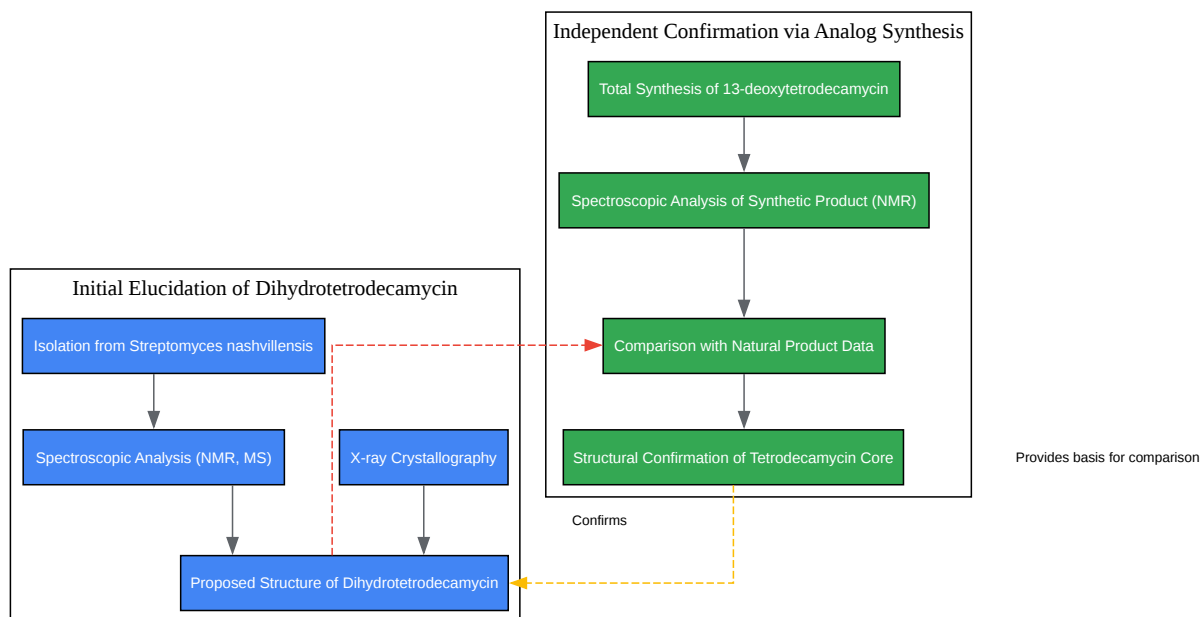 Independent Confirmation via Analog Synthesis
Total Synthesis of 13-deoxytetrodecamycin
Spectroscopic Analysis of Synthetic Product (NMR)
Comparison with Natural Product Data
Structural Confirmation of Tetrodecamycin Core
Initial Elucidation of Dihydrotetrodecamycin
Isolation from Streptomyces nashvillensis
Spectroscopic Analysis (NMR, MS)
X-ray Crystallography
Proposed Structure of Dihydrotetrodecamycin
Confirms
Provides basis for comparison